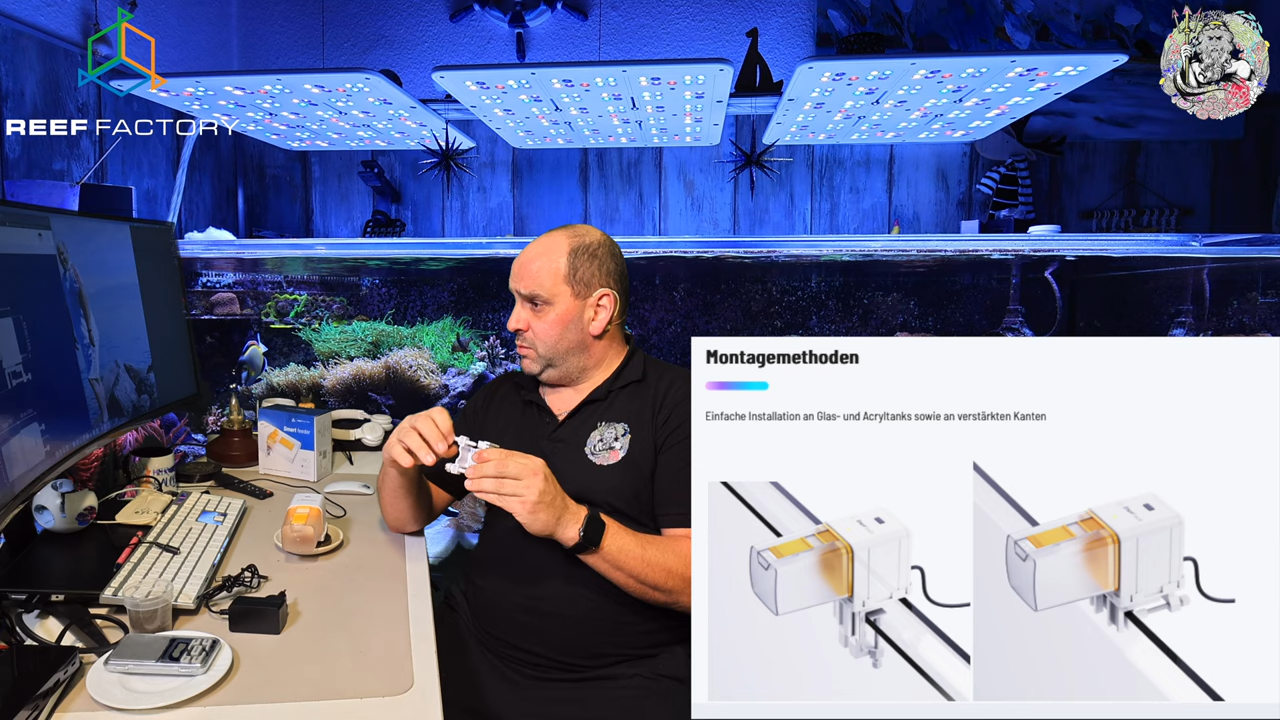 REEF FACTORY
Montagemethoden
Einfache Installation an Glas- und Acryltanks sowie an verstärkten Kanten
Smart feeder